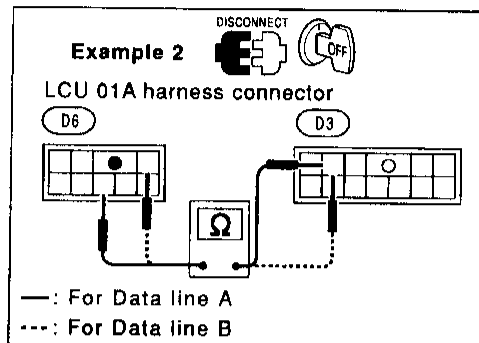 DISCONNECT
Example 2
OFF
LCU 01A harness connector
D6 D3
Ω
—: For Data line A
----: For Data line B